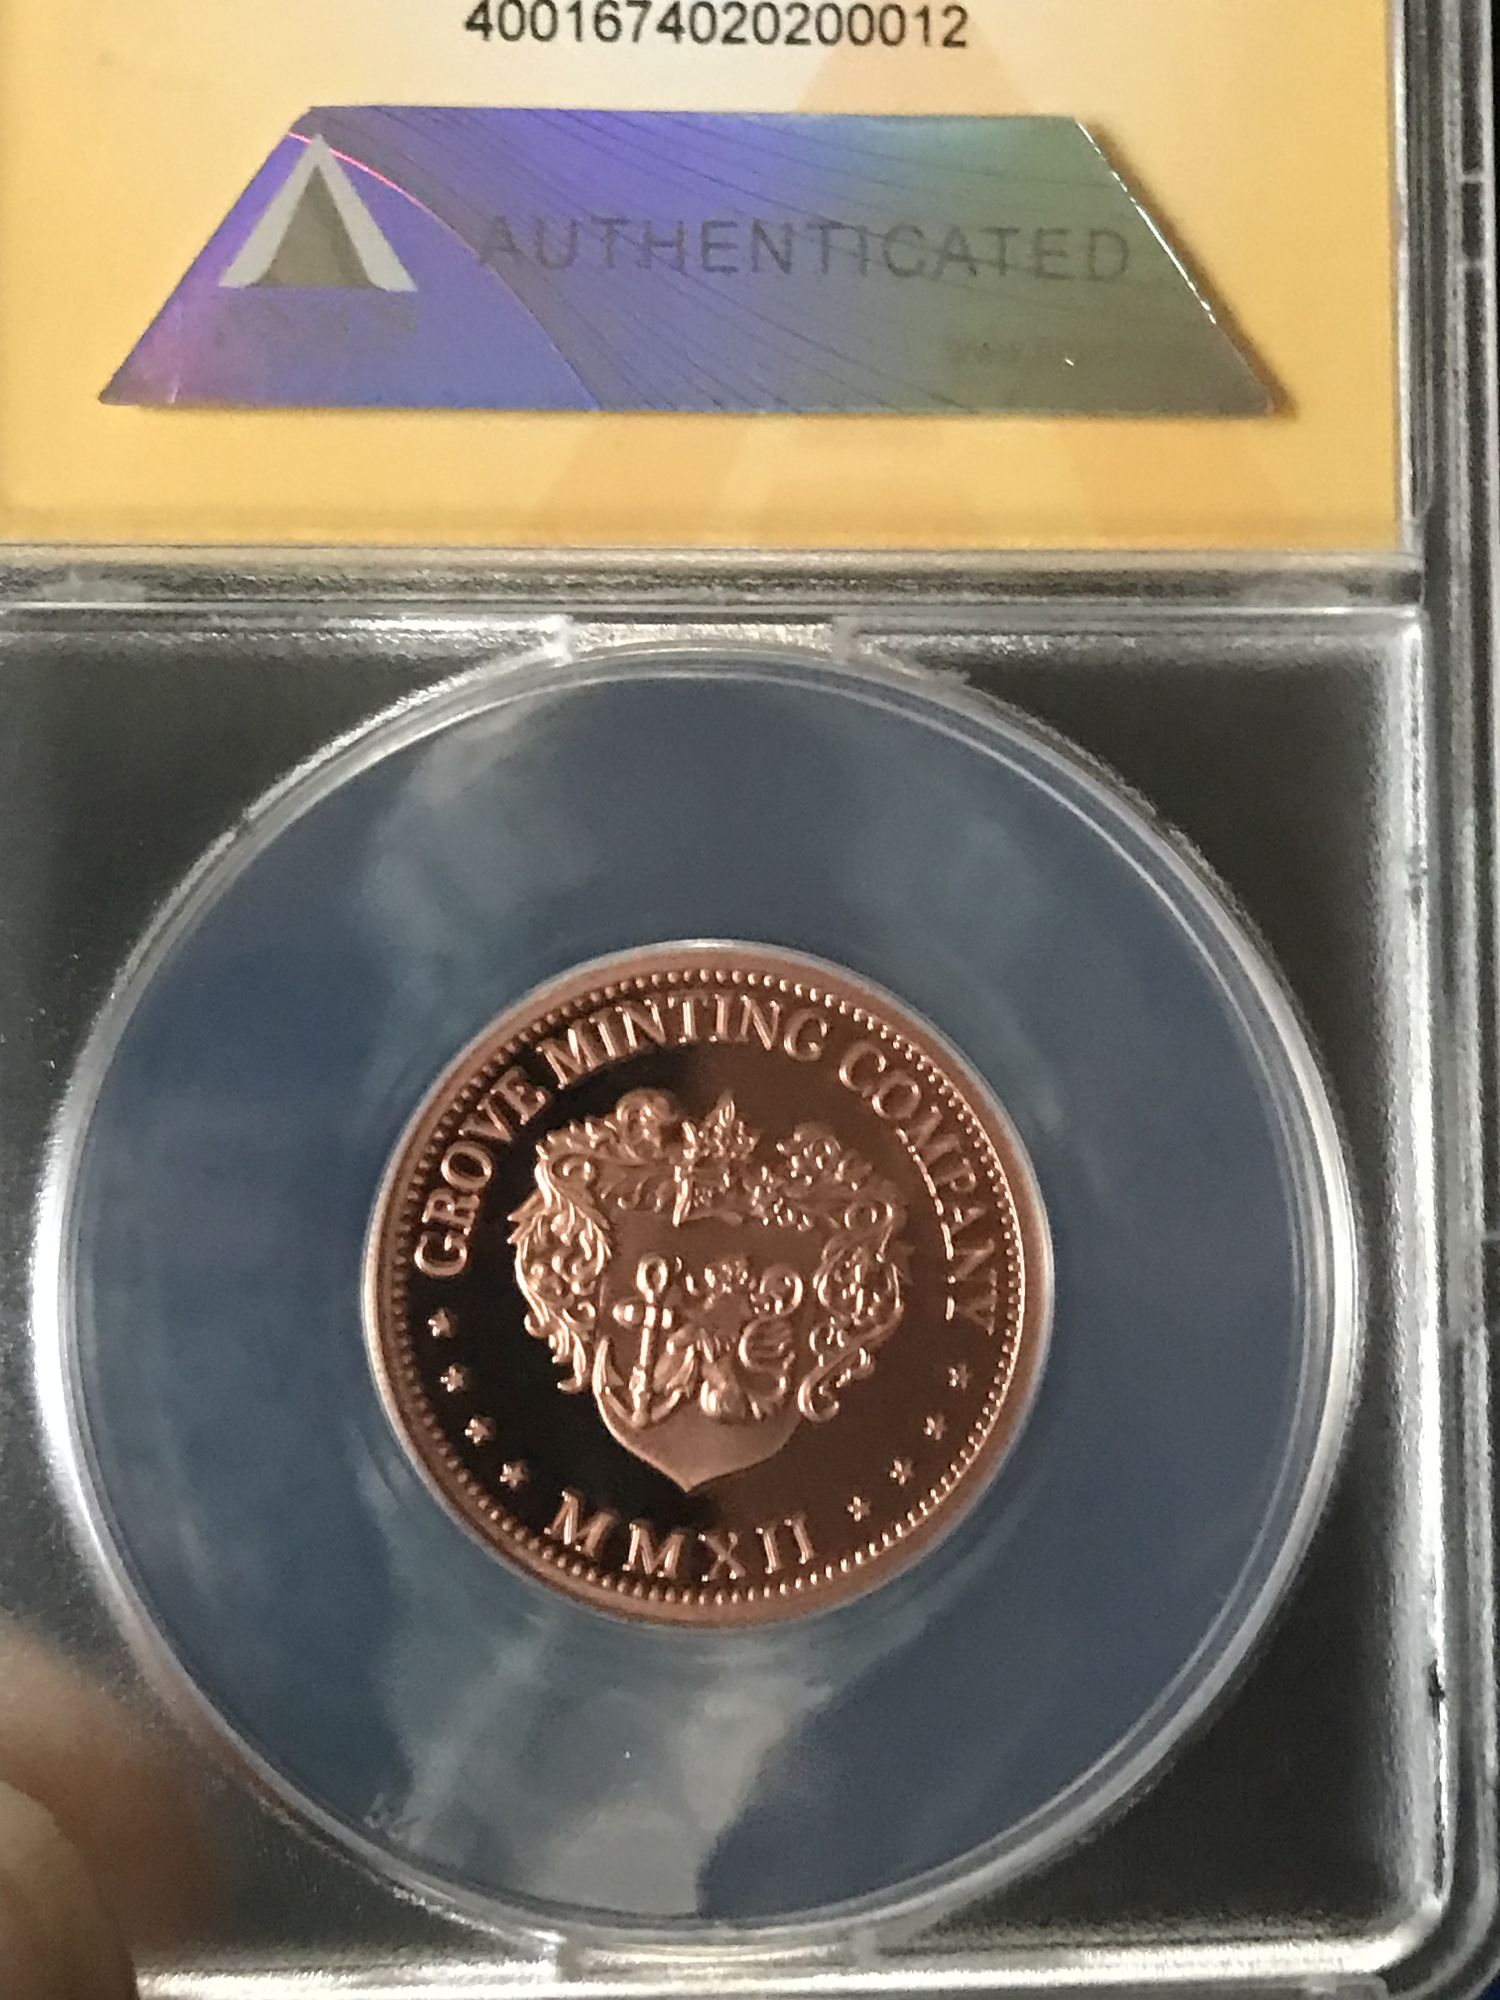 4001674020200012
AUTHENTICATED
GROVE MINTING COMPANY
MMXII